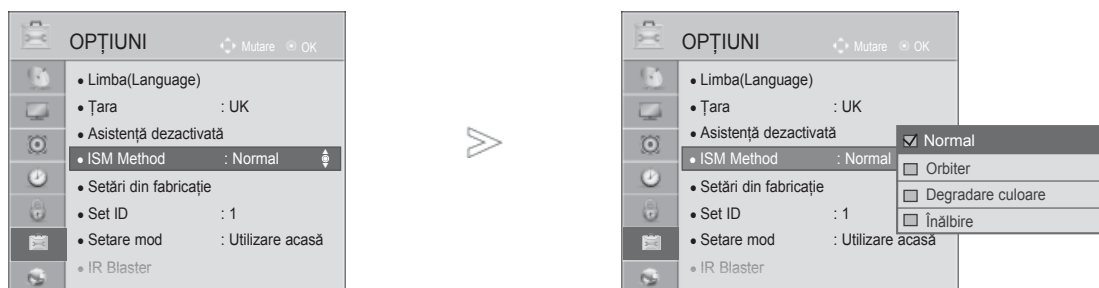 OPȚIUNI Mutare OK
Limba(Language)
Țara : UK
Asistență dezactivată
ISM Method : Normal
Setări din fabricație
Set ID : 1
Setare mod : Utilizare acasă
IR Blaster
OPȚIUNI Mutare OK
Limba(Language)
Țara : UK
Asistență dezactivată
ISM Method : Normal
Setări din fabricație
Set ID : 1
Setare mod : Utilizare acasă
IR Blaster
Normal
Orbiter
Degradare culoare
Înălbire